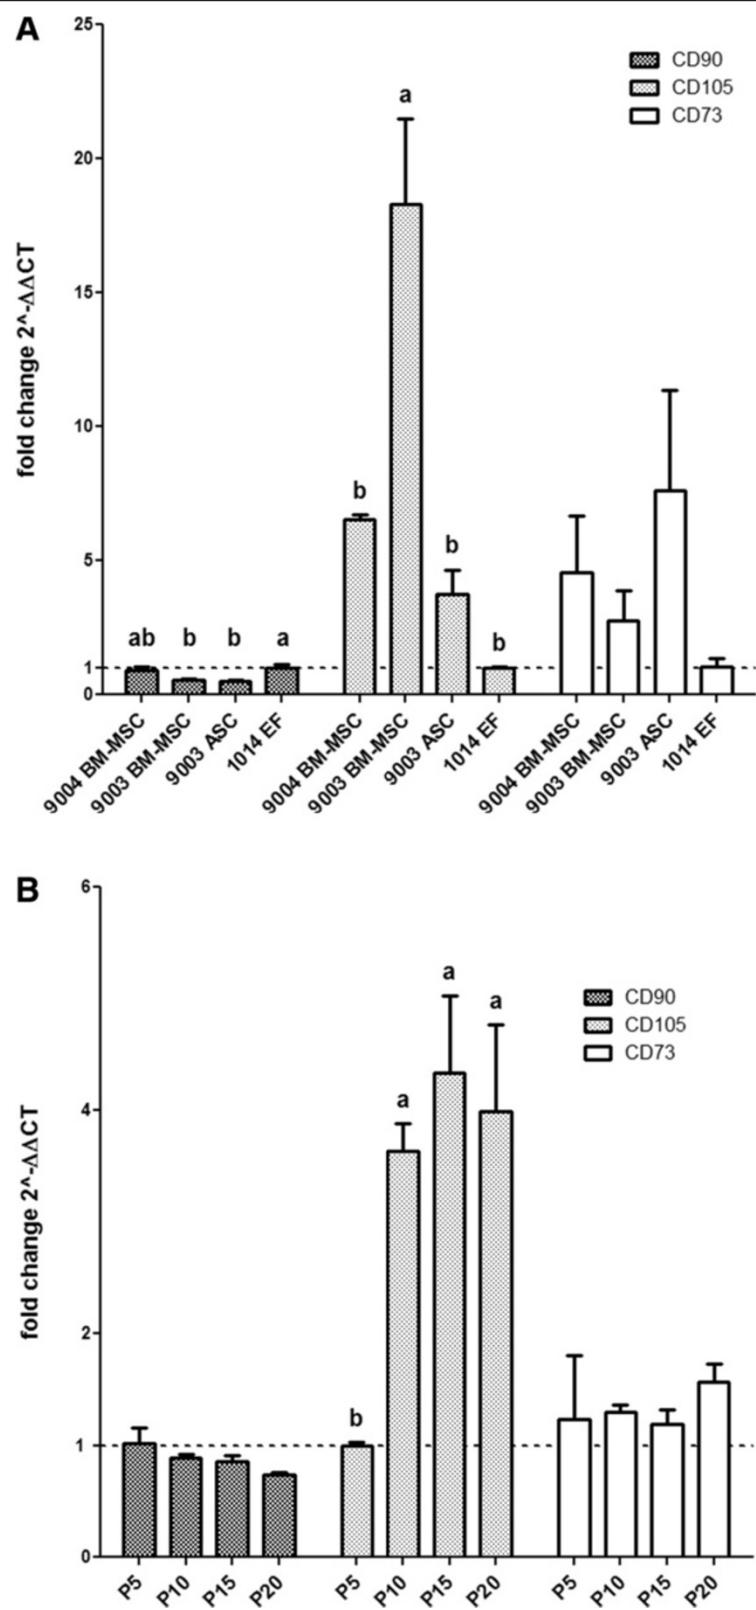 A
25
20
15
10
5
1
0
fold change 2^-ΔΔCT
CD90
CD105
CD73
ab
b
b
a
b
a
b
b
9004 BM-MSC
9003 BM-MSC
9003 ASC
1014 EF
9004 BM-MSC
9003 BM-MSC
9003 ASC
1014 EF
9004 BM-MSC
9003 BM-MSC
9003 ASC
1014 EF
B
6
4
2
1
0
fold change 2^-ΔΔCT
CD90
CD105
CD73
b
a
a
a
P5
P10
P15
P20
P5
P10
P15
P20
P5
P10
P15
P20